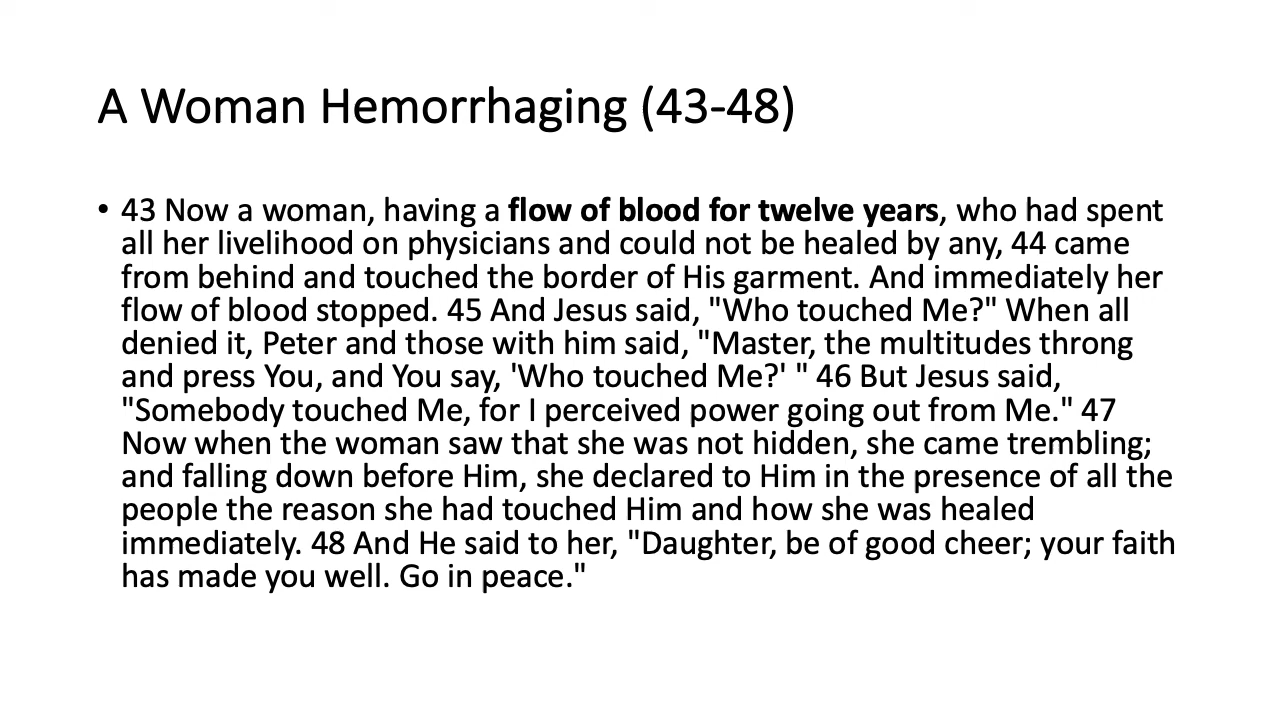 A Woman Hemorrhaging (43-48)
• 43 Now a woman, having a flow of blood for twelve years, who had spent
all her livelihood on physicians and could not be healed by any, 44 came
from behind and touched the border of His garment. And immediately her
flow of blood stopped. 45 And Jesus said, "Who touched Me?" When all
denied it, Peter and those with him said, "Master, the multitudes throng
and press You, and You say, 'Who touched Me?' " 46 But Jesus said,
"Somebody touched Me, for I perceived power going out from Me." 47
Now when the woman saw that she was not hidden, she came trembling;
and falling down before Him, she declared to Him in the presence of all the
people the reason she had touched Him and how she was healed
immediately. 48 And He said to her, "Daughter, be of good cheer; your faith
has made you well. Go in peace."